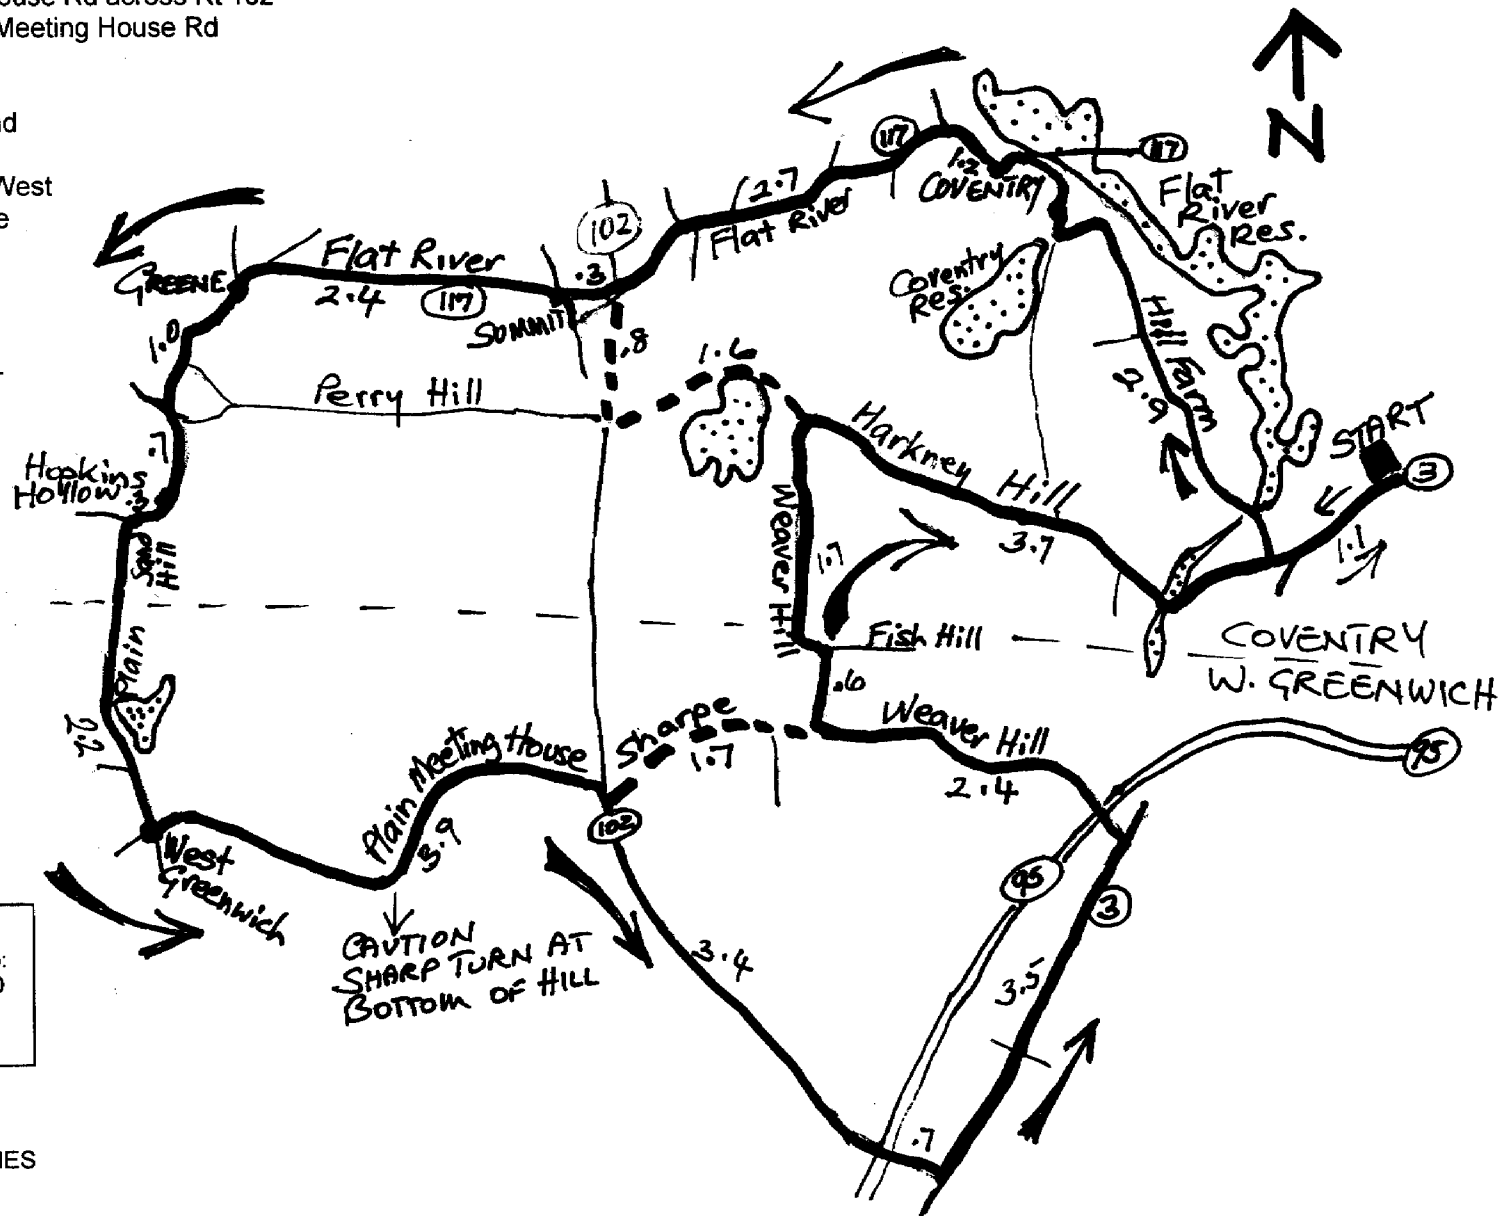 ouse Rd across Rt 102
Meeting House Rd
N
117
1.2
COVENTRY
117
Flat
River
Res.
West
2.7
Flat River
102
Flat River
2.4
117
.3
SUMMIT
.8
GREENE
1.0
Coventry
Res.
Hill Farm
2.9
1.6
Perry Hill
Harkney Hill
3.7
START
3
1.1
.7
Hopkins
Hollow
.3
Sand
Hill
Weaver Hill
1.7
Fish Hill
COVENTRY
W. GREENWICH
Plain
2.2
.6
Sharpe
1.7
Weaver Hill
2.4
95
Plain Meeting House
3.9
102
West
Greenwich
95
3
CAUTION
SHARP TURN AT
BOTTOM OF HILL
3.4
3.5
.7